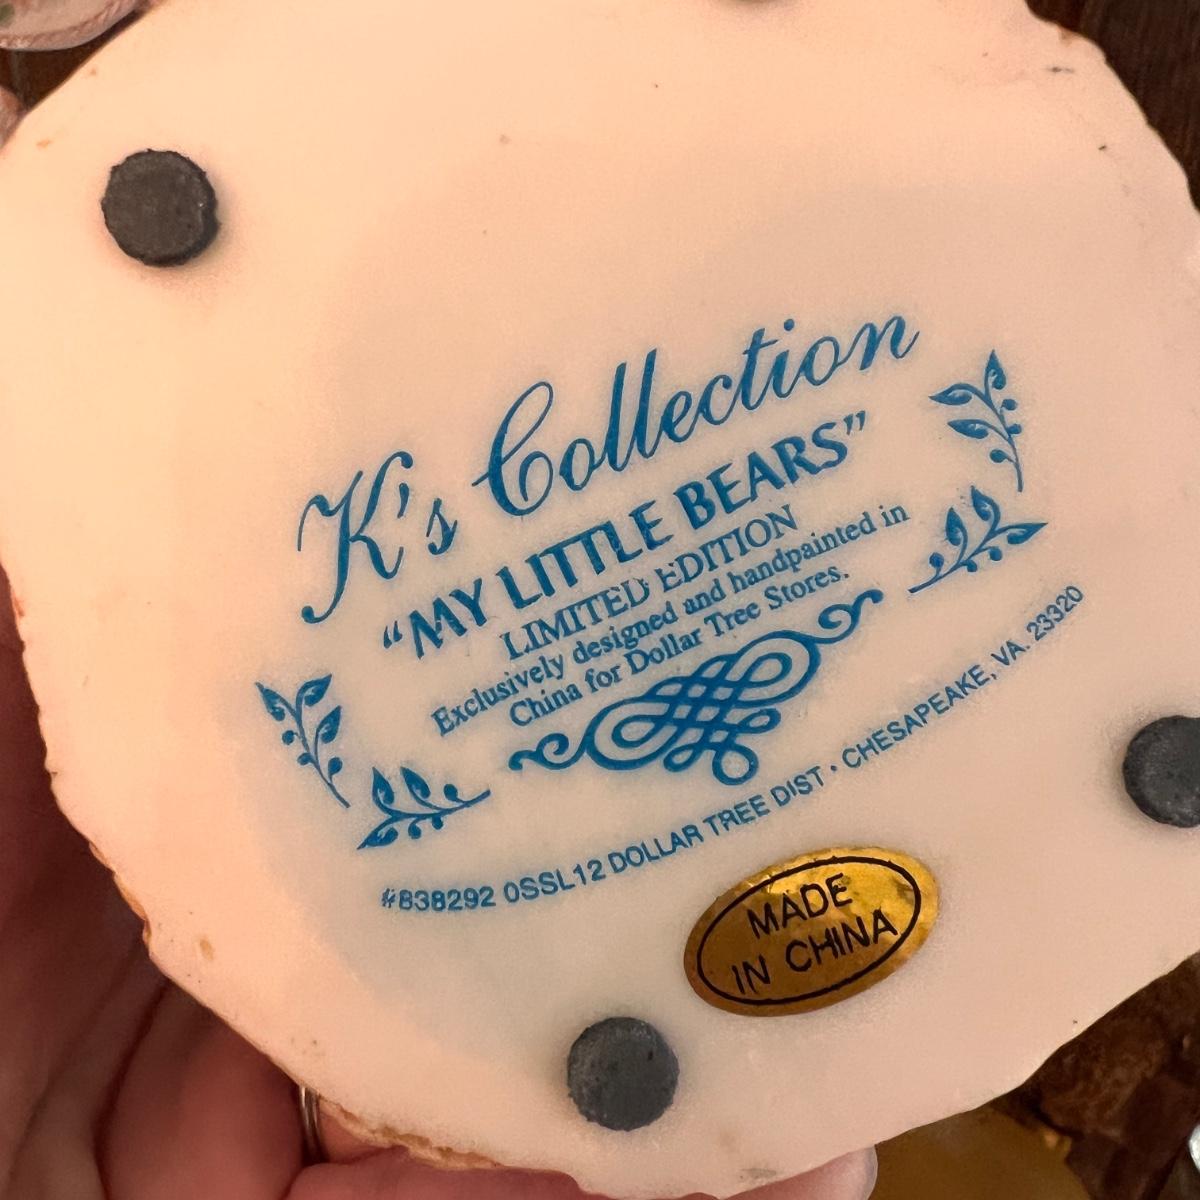 K's Collection
“MY LITTLE BEARS”
LIMITED EDITION
Exclusively designed and handpainted in
China for Dollar Tree Stores.
#838292 0SSL12 DOLLAR TREE DIST · CHESAPEAKE, VA. 23320
MADE
IN CHINA